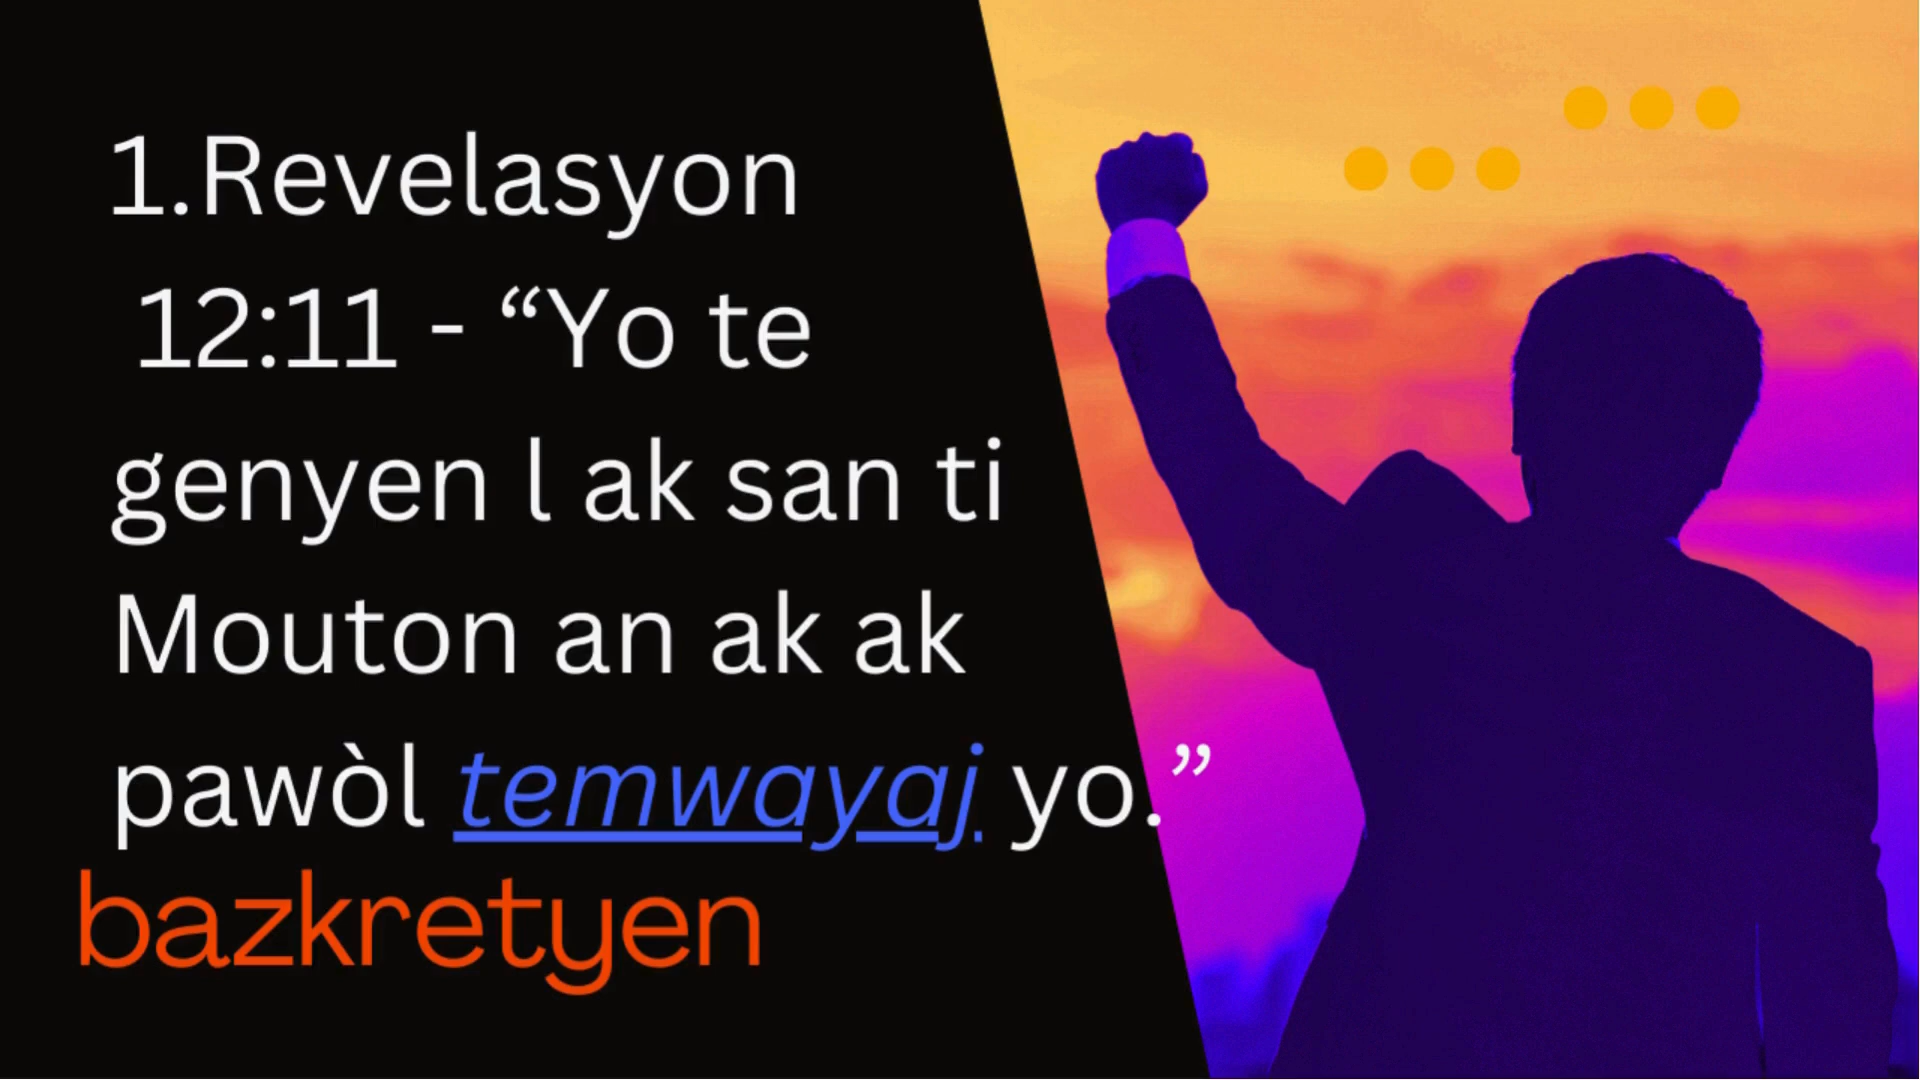 1.Revelasyon
12:11 - “Yo te
genyen l ak san ti
Mouton an ak ak
pawòl temwayaj yo.”
bazkretyen